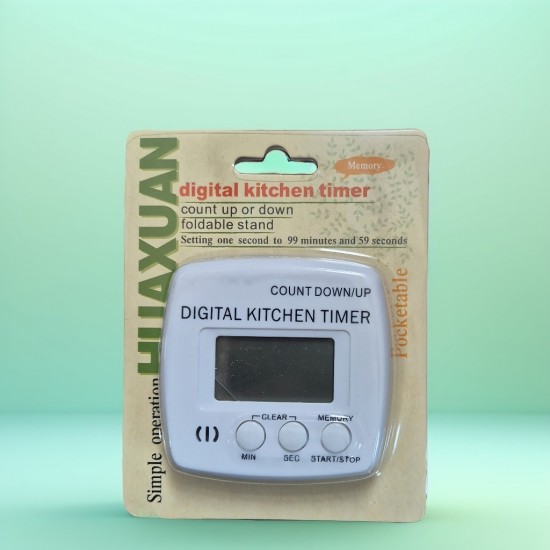 HUAXUAN
Memory
digital kitchen timer
count up or down
foldable stand
Setting one second to 99 minutes and 59 seconds
Pocketable
Simple operation
COUNT DOWN/UP
DIGITAL KITCHEN TIMER
CLEAR MEMORY
MIN SEC START/STOP